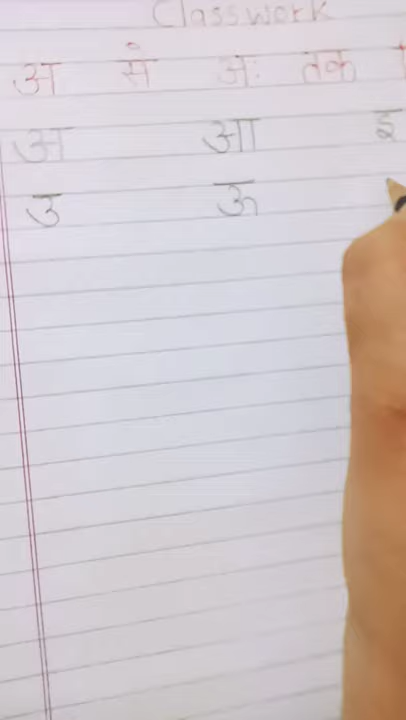 Classwork
अ से अः तक
अ आ इ
उ ऊ